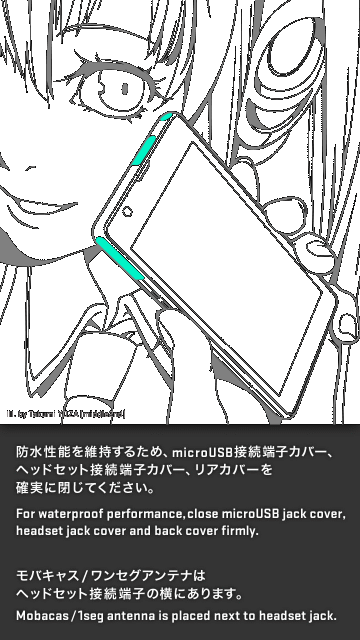 ill. by
防水性能を維持するため、microUSB接続端子カバー、
ヘッドセット接続端子カバー、リアカバーを
確実に閉じてください。
For waterproof performance,close microUSB jack cover,
headset jack cover and back cover firmly.
モバキャス/ワンセグアンテナは
ヘッドセット接続端子の横にあります。
Mobacas/1seg antenna is placed next to headset jack.